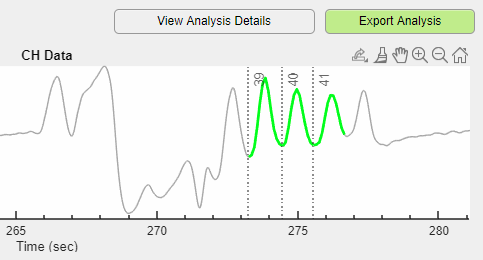 View Analysis Details
Export Analysis
CH Data
39
40
41
265
270
275
280
Time (sec)